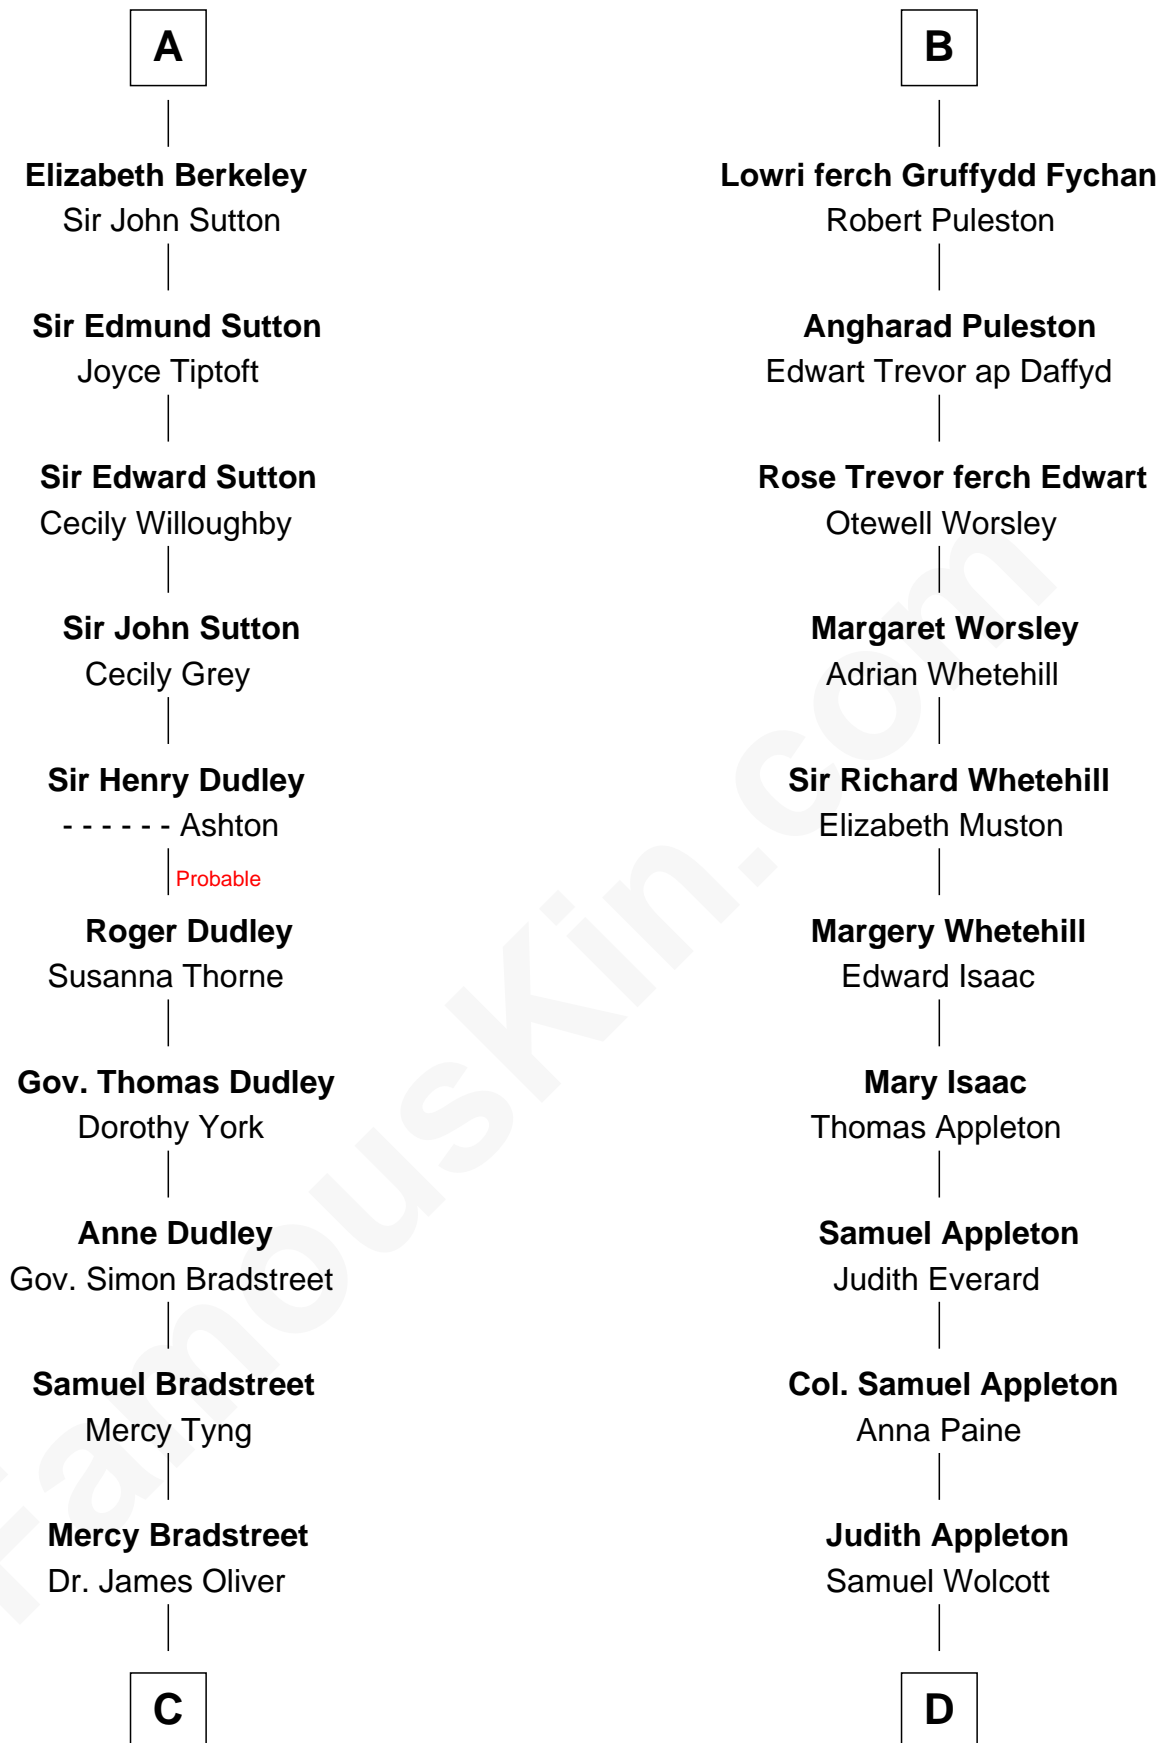 A
Elizabeth Berkeley
Sir John Sutton
Sir Edmund Sutton
Joyce Tiptoft
Sir Edward Sutton
Cecily Willoughby
Sir John Sutton
Cecily Grey
Sir Henry Dudley
- - - - - - Ashton
Probable
Roger Dudley
Susanna Thorne
Gov. Thomas Dudley
Dorothy York
Anne Dudley
Gov. Simon Bradstreet
Samuel Bradstreet
Mercy Tyng
Mercy Bradstreet
Dr. James Oliver
C
B
Lowri ferch Gruffydd Fychan
Robert Puleston
Angharad Puleston
Edwart Trevor ap Daffyd
Rose Trevor ferch Edwart
Otewell Worsley
Margaret Worsley
Adrian Whetehill
Sir Richard Whetehill
Elizabeth Muston
Margery Whetehill
Edward Isaac
Mary Isaac
Thomas Appleton
Samuel Appleton
Judith Everard
Col. Samuel Appleton
Anna Paine
Judith Appleton
Samuel Wolcott
D
FamousKin.com